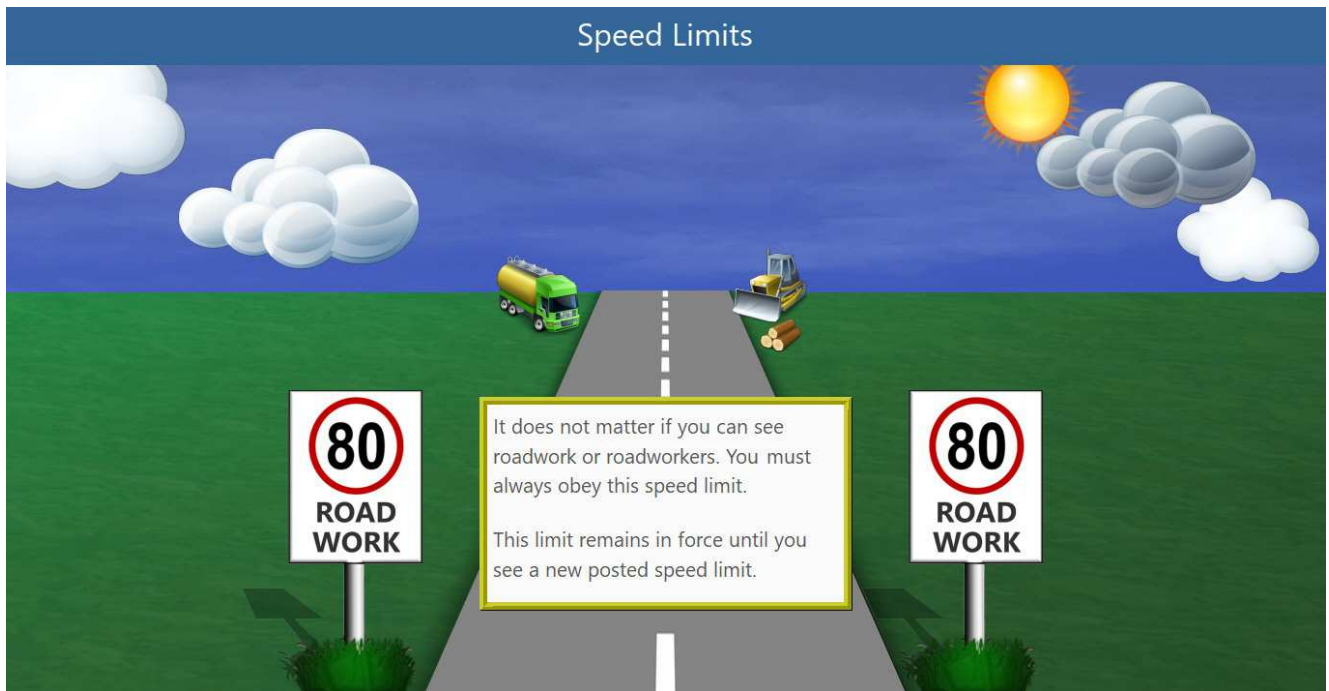 Speed Limits
80
ROAD
WORK
It does not matter if you can see
roadwork or roadworkers. You must
always obey this speed limit.
This limit remains in force until you
see a new posted speed limit.
80
ROAD
WORK